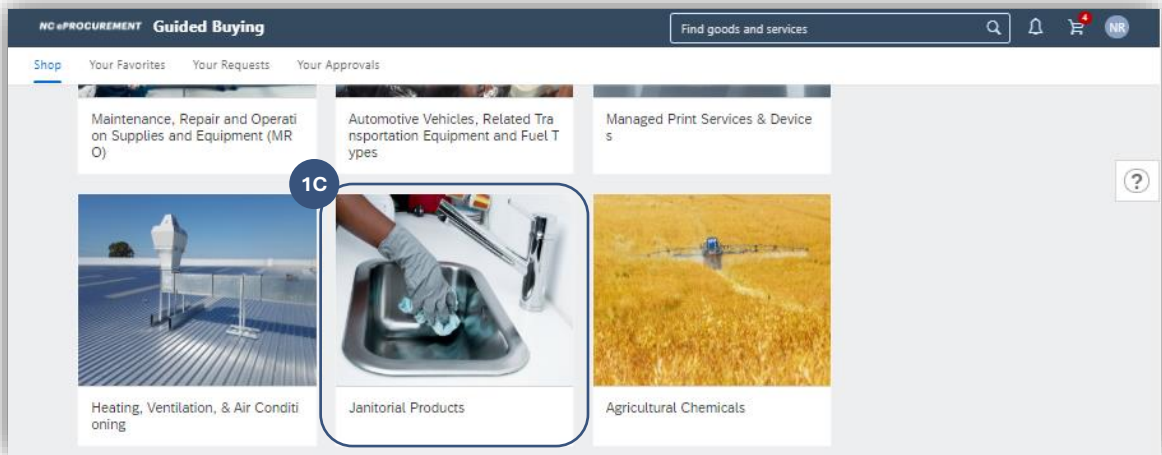 NC ePROCUREMENT Guided Buying
Find goods and services
4
NR
Shop Your Favorites Your Requests Your Approvals
Maintenance, Repair and Operati
on Supplies and Equipment (MR
O)
Automotive Vehicles, Related Tra
nsportation Equipment and Fuel T
ypes
Managed Print Services & Device
s
?
1C
Heating, Ventilation, & Air Conditi
oning
Janitorial Products
Agricultural Chemicals